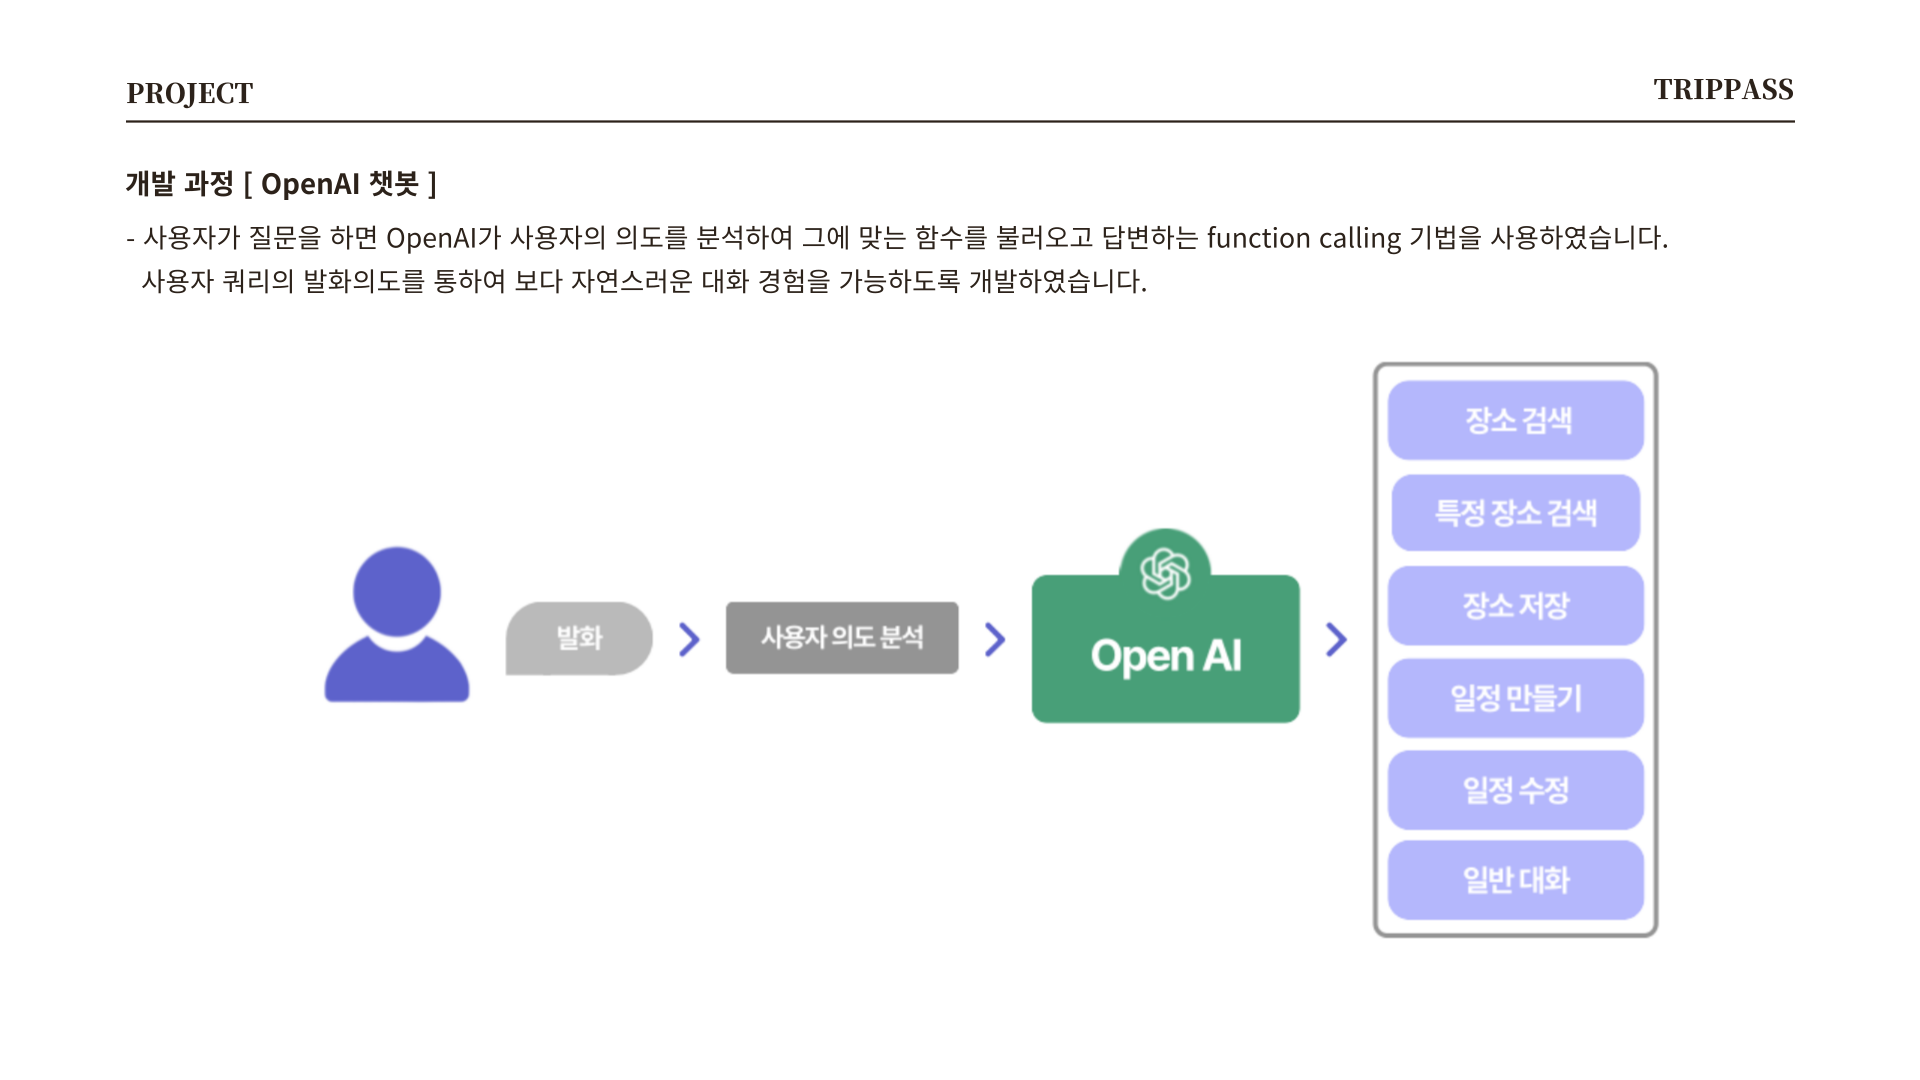 PROJECT
TRIPPASS
개발 과정 [ OpenAI 챗봇 ]
- 사용자가 질문을 하면 OpenAI가 사용자의 의도를 분석하여 그에 맞는 함수를 불러오고 답변하는 function calling 기법을 사용하였습니다.
사용자 쿼리의 발화의도를 통하여 보다 자연스러운 대화 경험을 가능하도록 개발하였습니다.
발화
사용자 의도 분석
Open AI
장소 검색
특정 장소 검색
장소 저장
일정 만들기
일정 수정
일반 대화